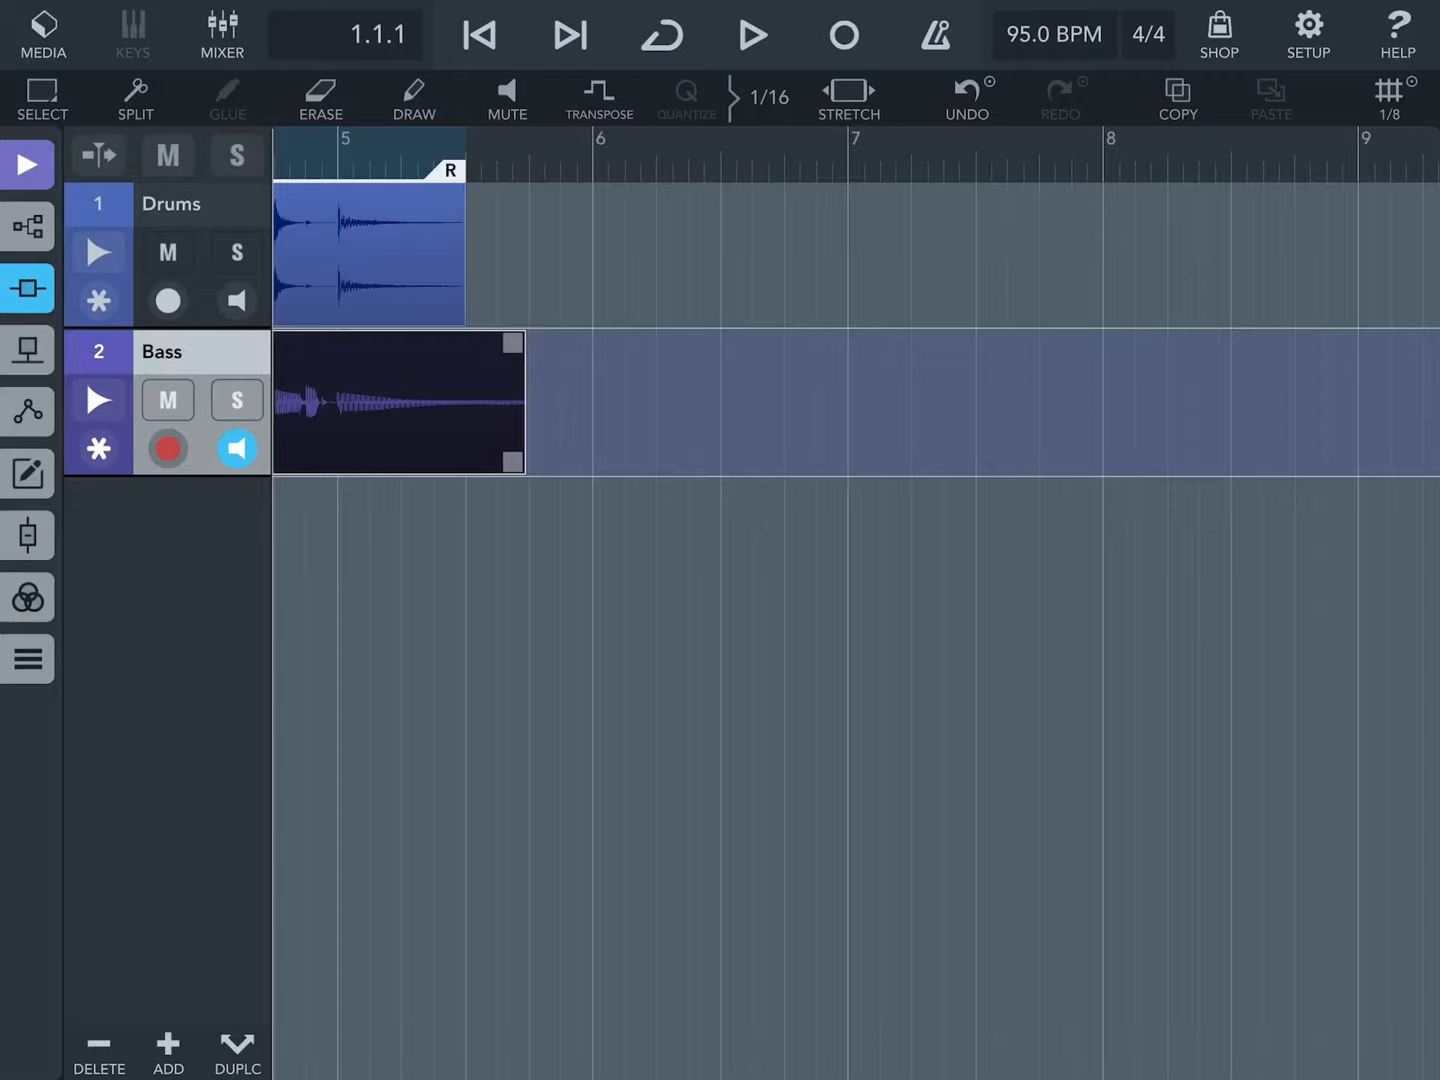 MEDIA
KEYS
MIXER
1.1.1
95.0 BPM
4/4
SHOP
SETUP
HELP
SELECT
SPLIT
GLUE
ERASE
DRAW
MUTE
TRANSPOSE
QUANTIZE
1/16
STRETCH
UNDO
REDO
COPY
PASTE
1/8
M
S
5
6
7
8
9
R
1
Drums
M
S
2
Bass
M
S
DELETE
ADD
DUPLC